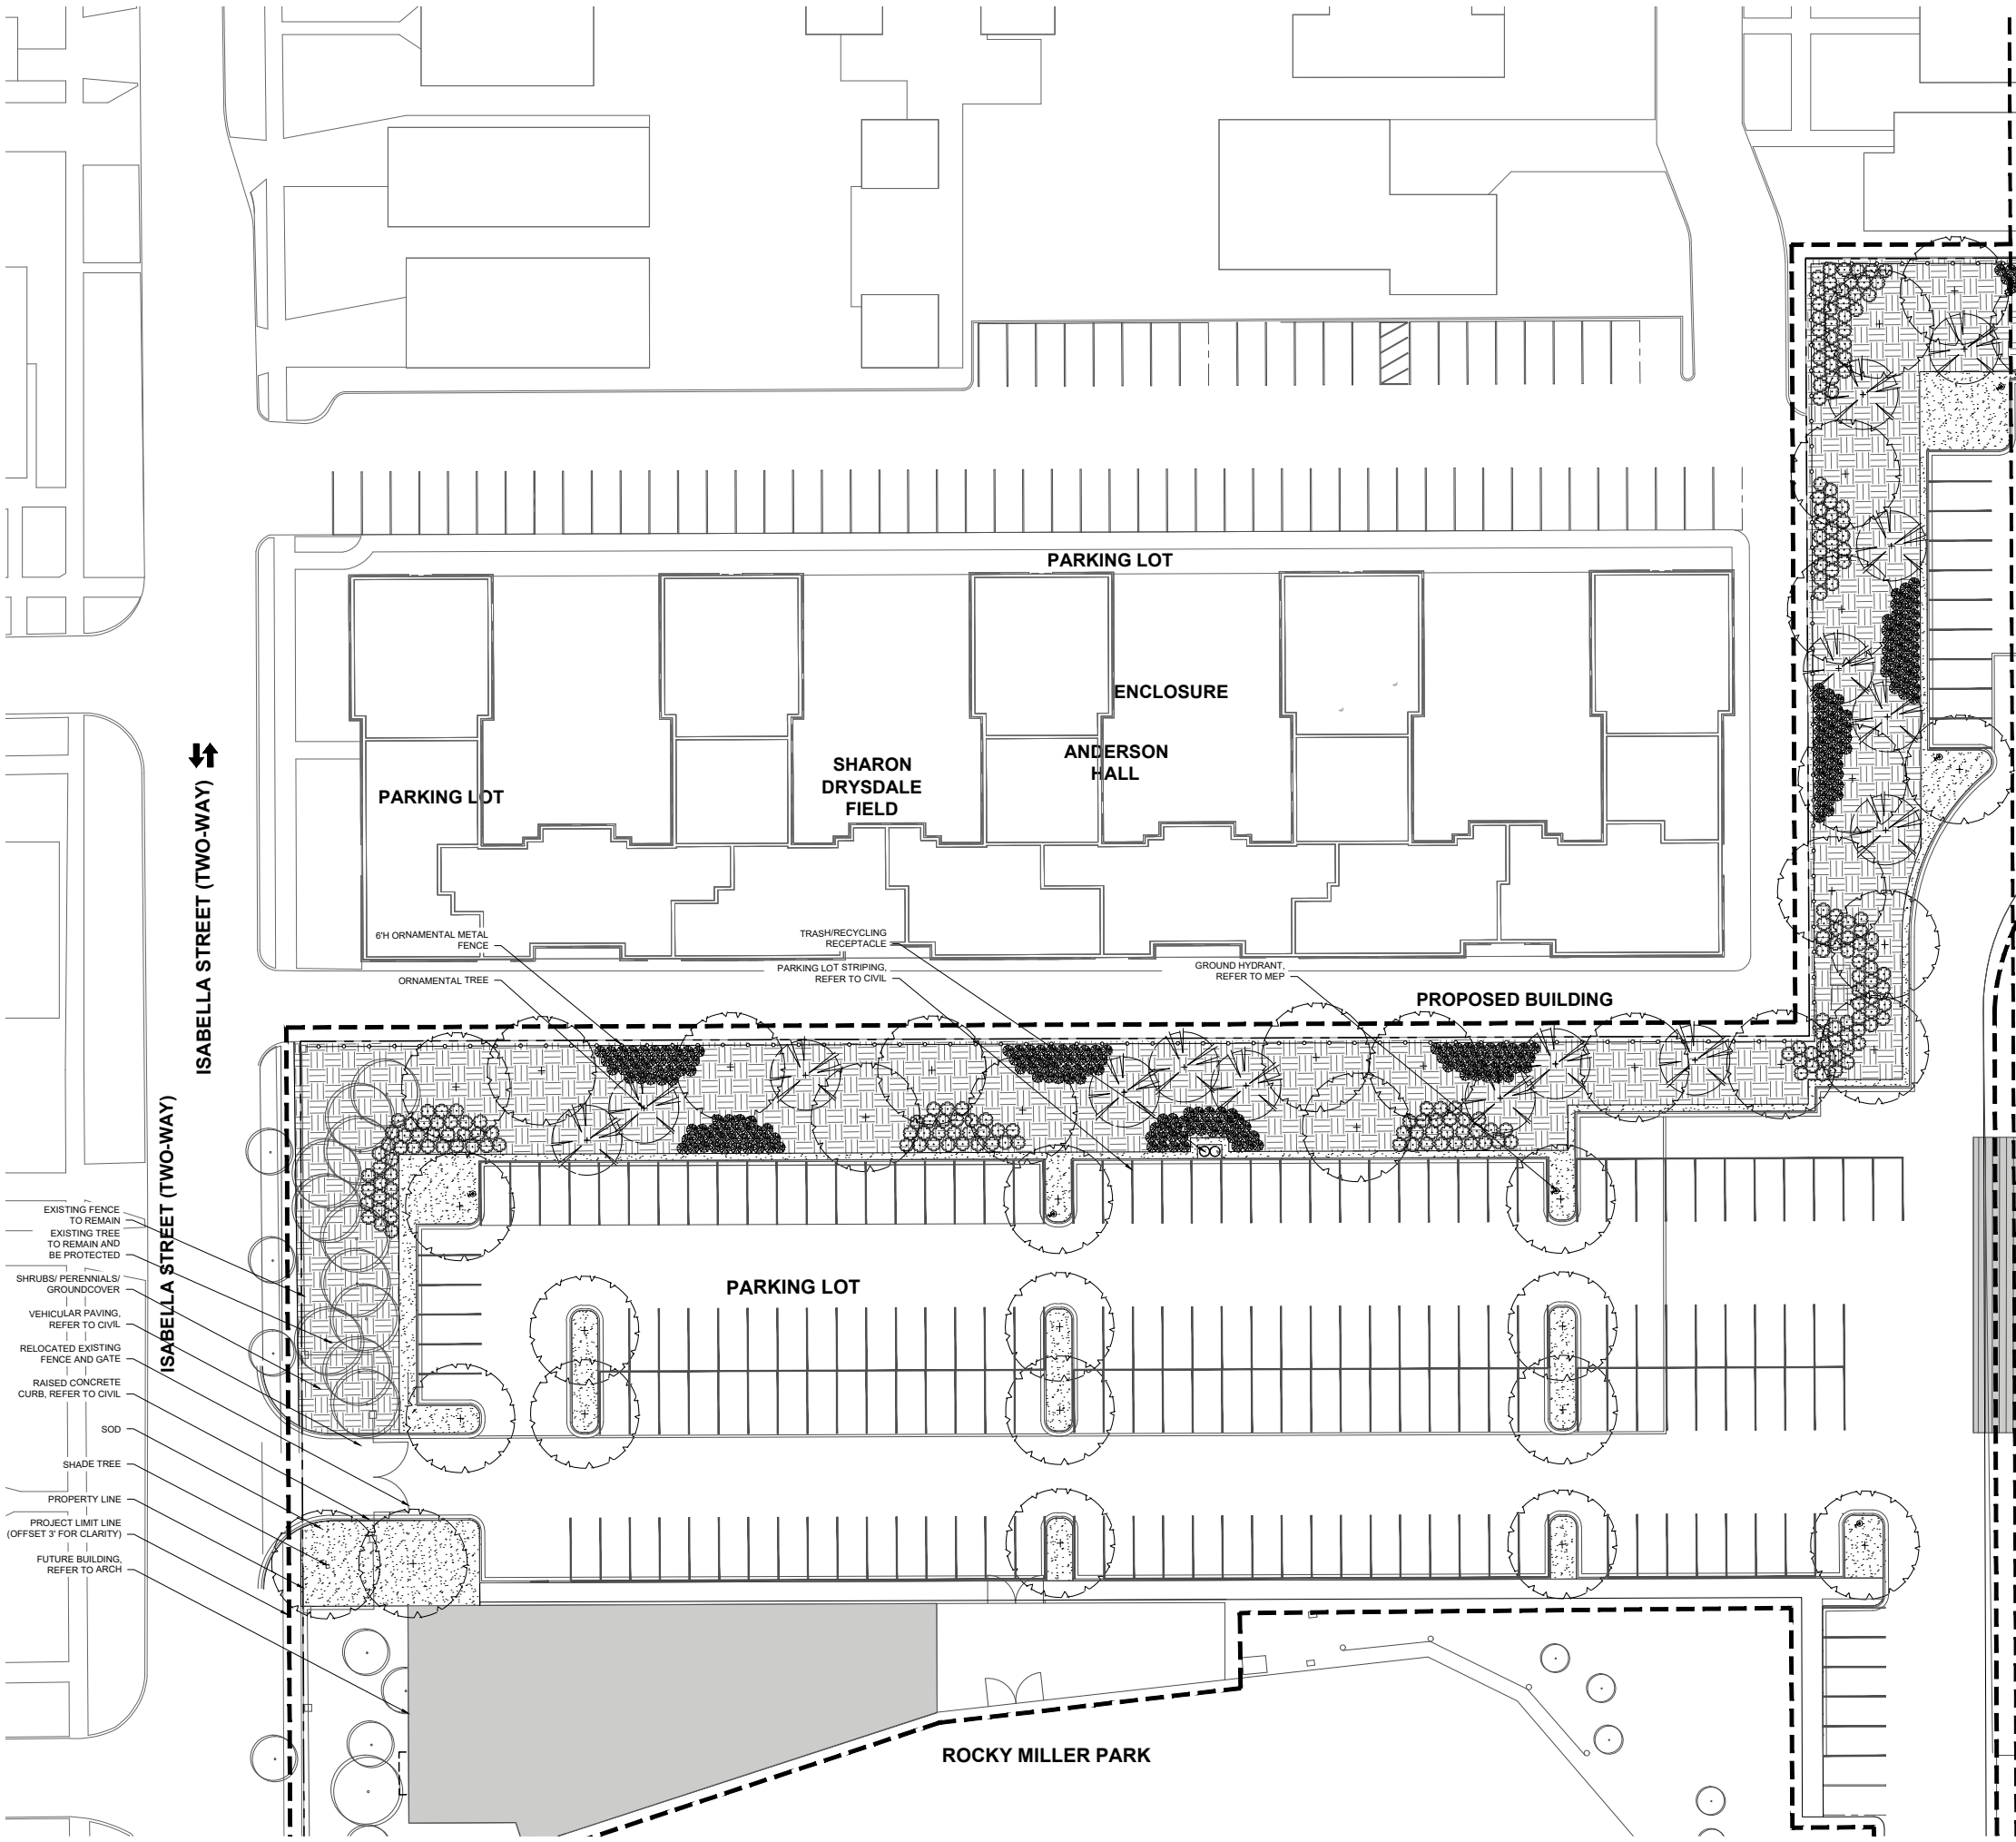 PARKING LOT
ENCLOSURE
ANDERSON
HALL
SHARON
DRYSDALE
FIELD
PARKING LOT
ISABELLA STREET (TWO-WAY)
6'H ORNAMENTAL METAL
FENCE
ORNAMENTAL TREE
TRASH/RECYCLING
RECEPTACLE
PARKING LOT STRIPING,
REFER TO CIVIL
GROUND HYDRANT,
REFER TO MEP
PROPOSED BUILDING
ISABELLA STREET (TWO-WAY)
EXISTING FENCE
TO REMAIN
EXISTING TREE
TO REMAIN AND
BE PROTECTED
SHRUBS/ PERENNIALS/
GROUNDCOVER
VEHICULAR PAVING,
REFER TO CIVIL
RELOCATED EXISTING
FENCE AND GATE
RAISED CONCRETE
CURB, REFER TO CIVIL
SOD
SHADE TREE
PROPERTY LINE
PROJECT LIMIT LINE
(OFFSET 3' FOR CLARITY)
FUTURE BUILDING,
REFER TO ARCH
PARKING LOT
ROCKY MILLER PARK